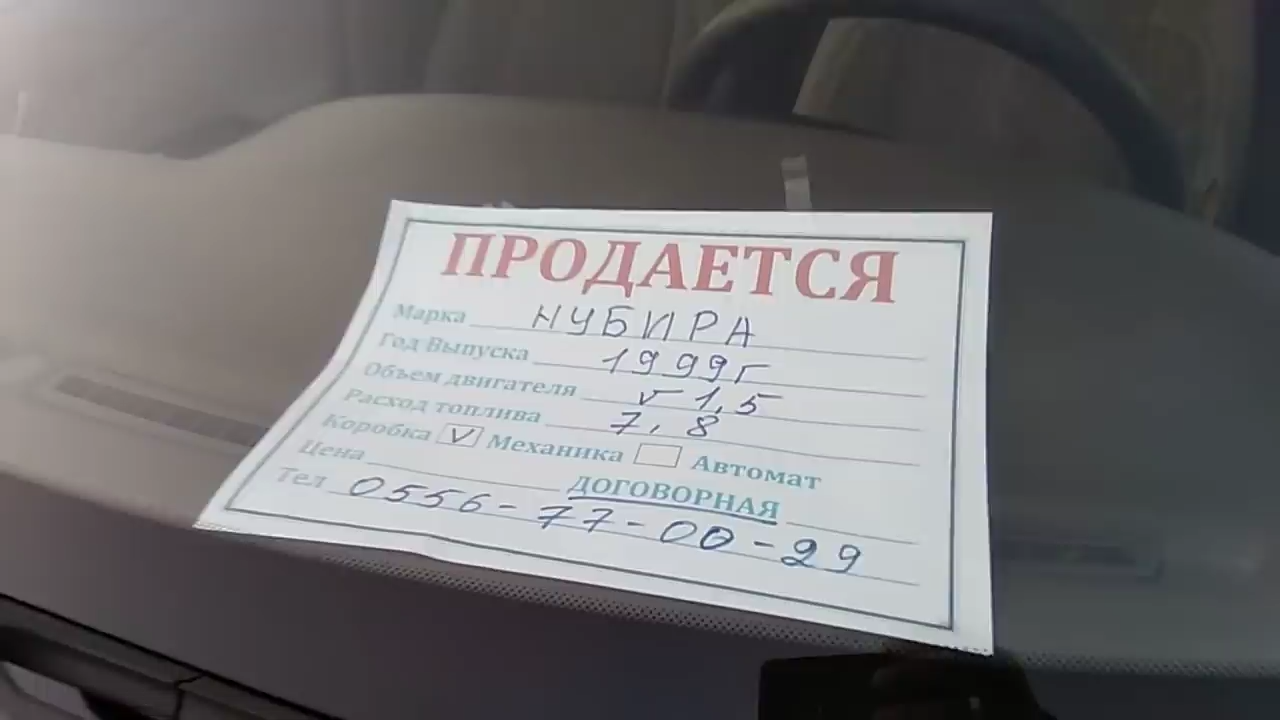 ПРОДАЕТСЯ
Марка НУБИРА
Год Выпуска 1999г
Объем двигателя V 1,5
Расход топлива 7,8
Коробка V Механика Автомат
Цена ДОГОВОРНАЯ
Тел 0556-77-00-29